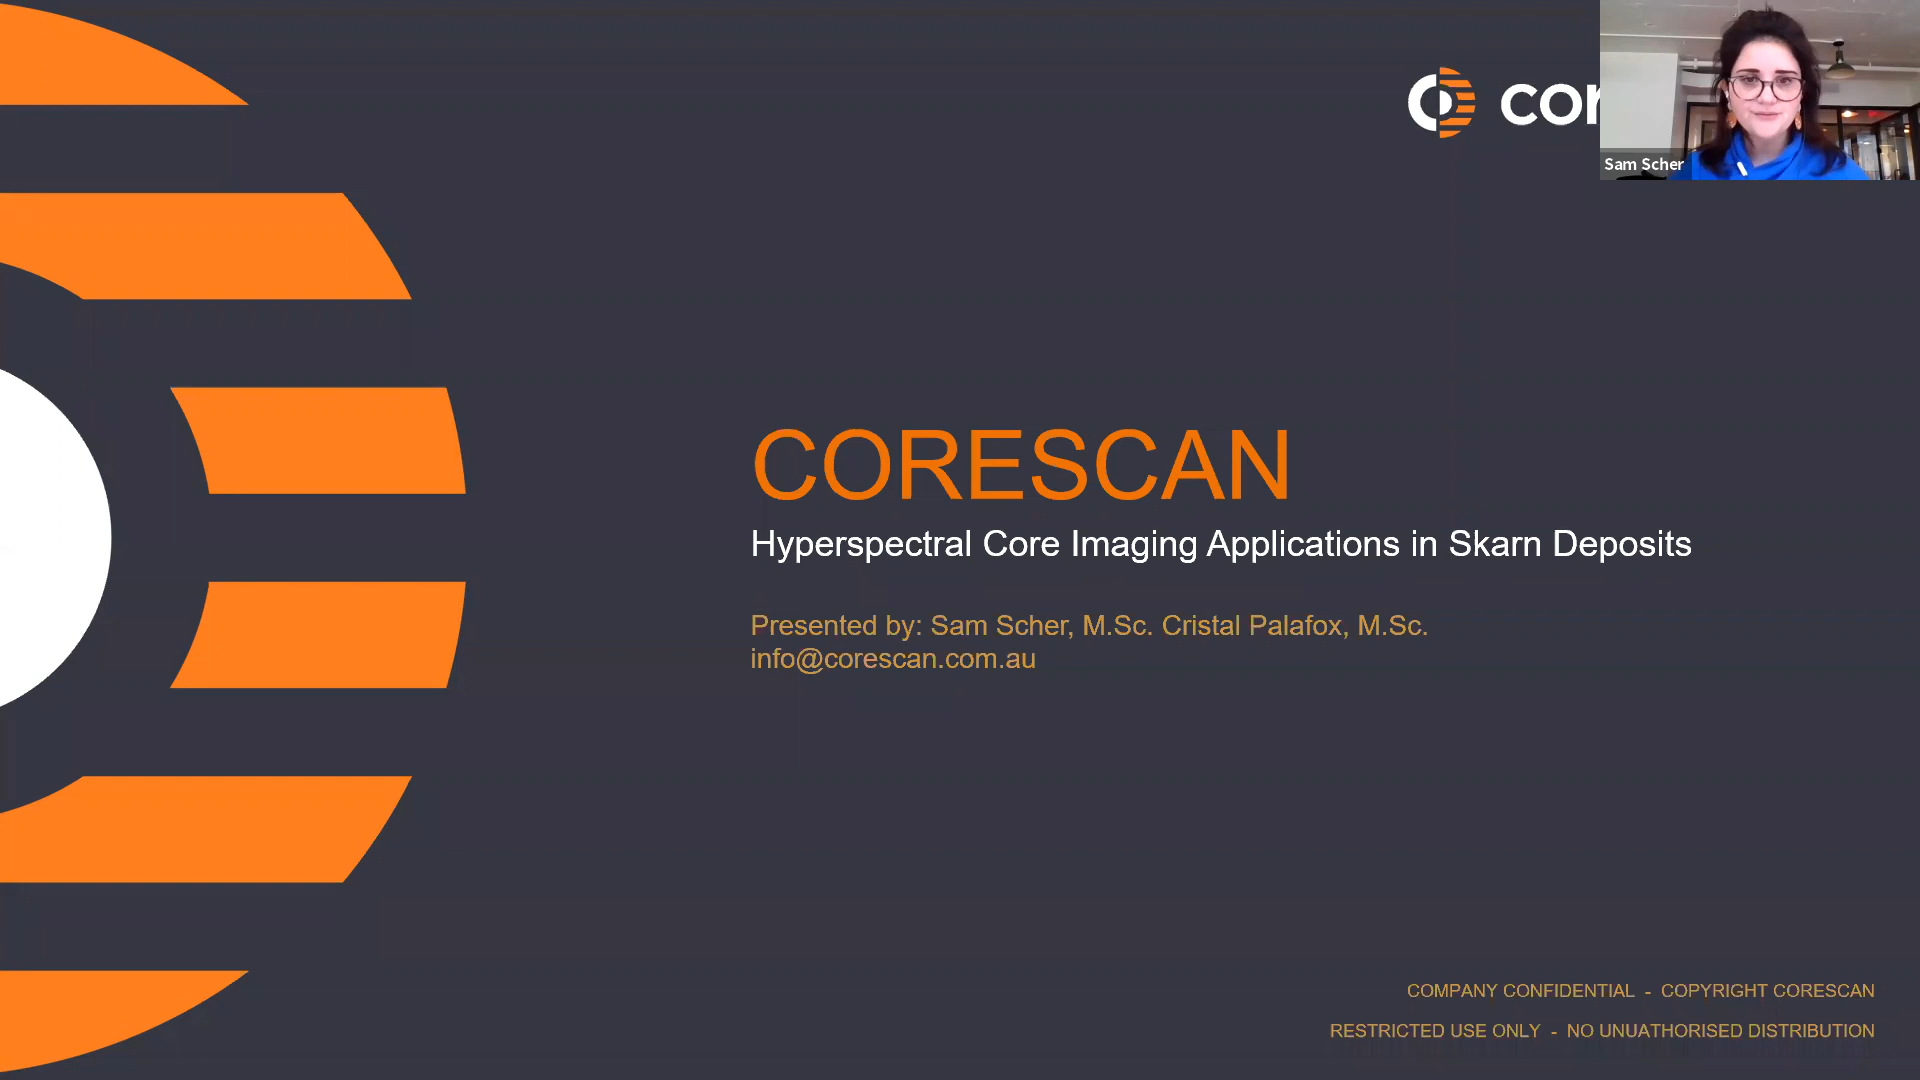 cor
Sam Scher
CORESCAN
Hyperspectral Core Imaging Applications in Skarn Deposits
Presented by: Sam Scher, M.Sc. Cristal Palafox, M.Sc.
info@corescan.com.au
COMPANY CONFIDENTIAL - COPYRIGHT CORESCAN
RESTRICTED USE ONLY - NO UNUATHORISED DISTRIBUTION